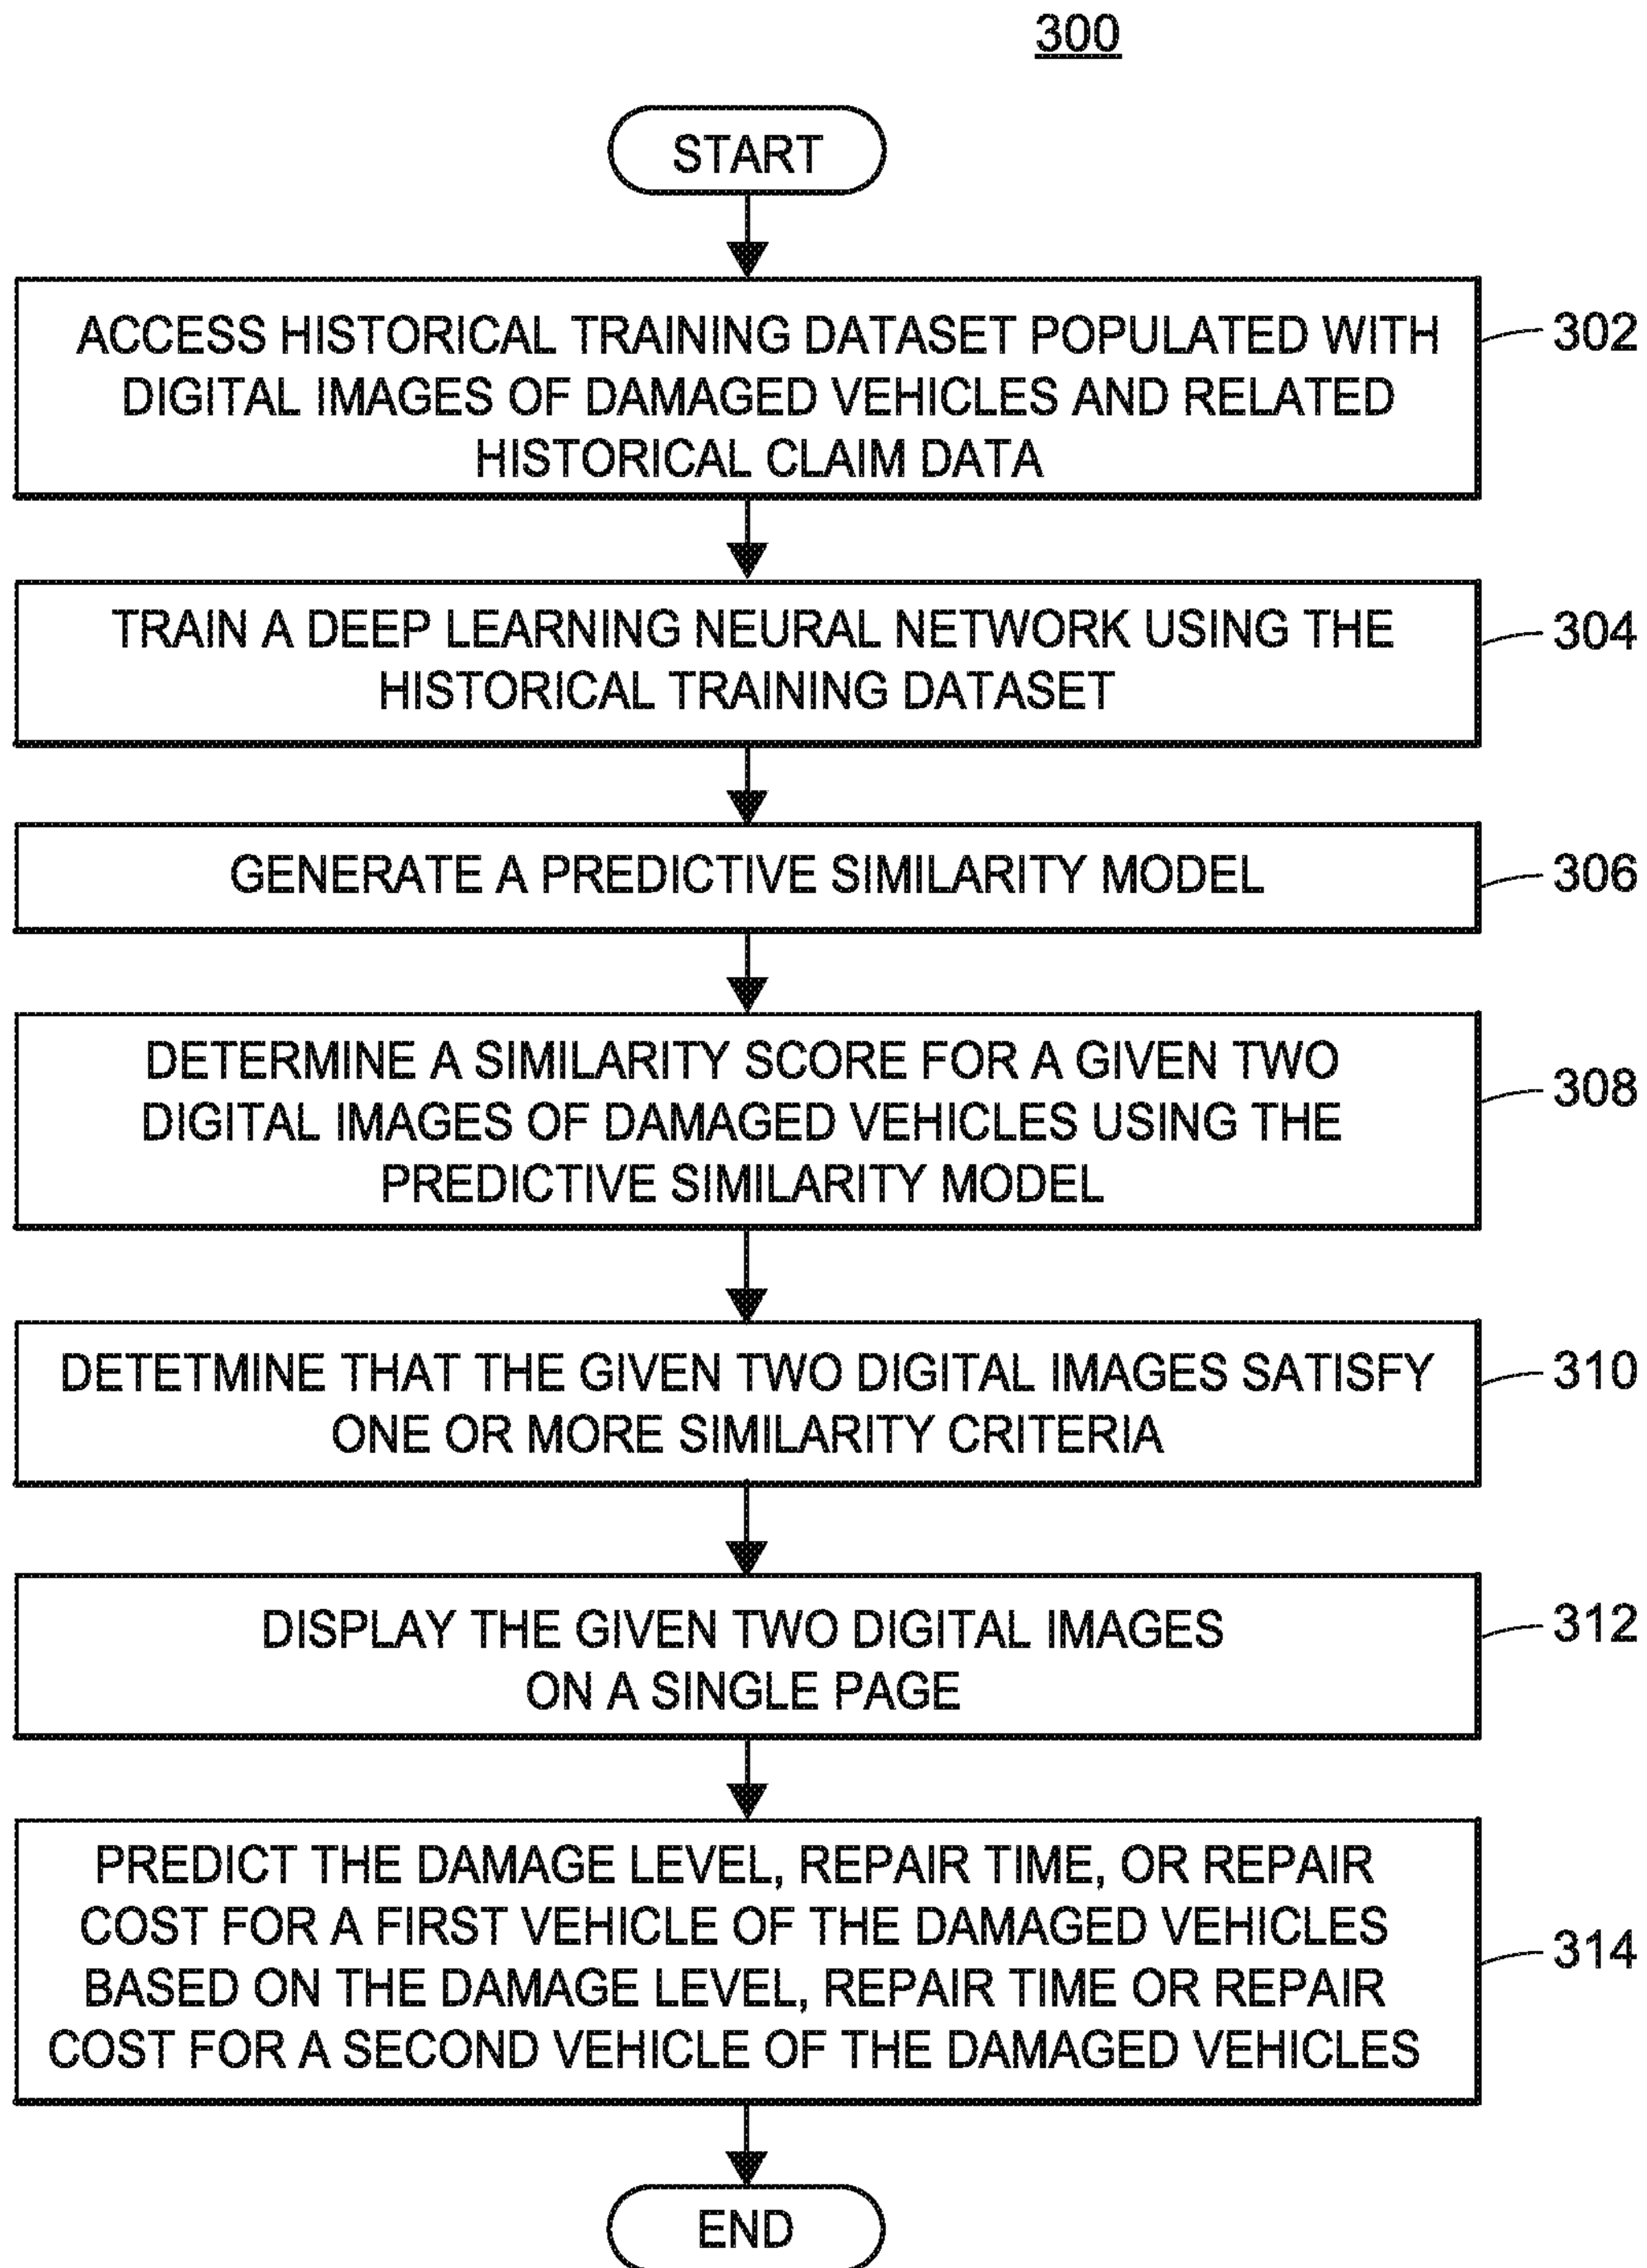 300
START
ACCESS HISTORICAL TRAINING DATASET POPULATED WITH
DIGITAL IMAGES OF DAMAGED VEHICLES AND RELATED
HISTORICAL CLAIM DATA
302
TRAIN A DEEP LEARNING NEURAL NETWORK USING THE
HISTORICAL TRAINING DATASET
304
GENERATE A PREDICTIVE SIMILARITY MODEL
306
DETERMINE A SIMILARITY SCORE FOR A GIVEN TWO
DIGITAL IMAGES OF DAMAGED VEHICLES USING THE
PREDICTIVE SIMILARITY MODEL
308
DETETMINE THAT THE GIVEN TWO DIGITAL IMAGES SATISFY
ONE OR MORE SIMILARITY CRITERIA
310
DISPLAY THE GIVEN TWO DIGITAL IMAGES
ON A SINGLE PAGE
312
PREDICT THE DAMAGE LEVEL, REPAIR TIME, OR REPAIR
COST FOR A FIRST VEHICLE OF THE DAMAGED VEHICLES
BASED ON THE DAMAGE LEVEL, REPAIR TIME OR REPAIR
COST FOR A SECOND VEHICLE OF THE DAMAGED VEHICLES
314
END